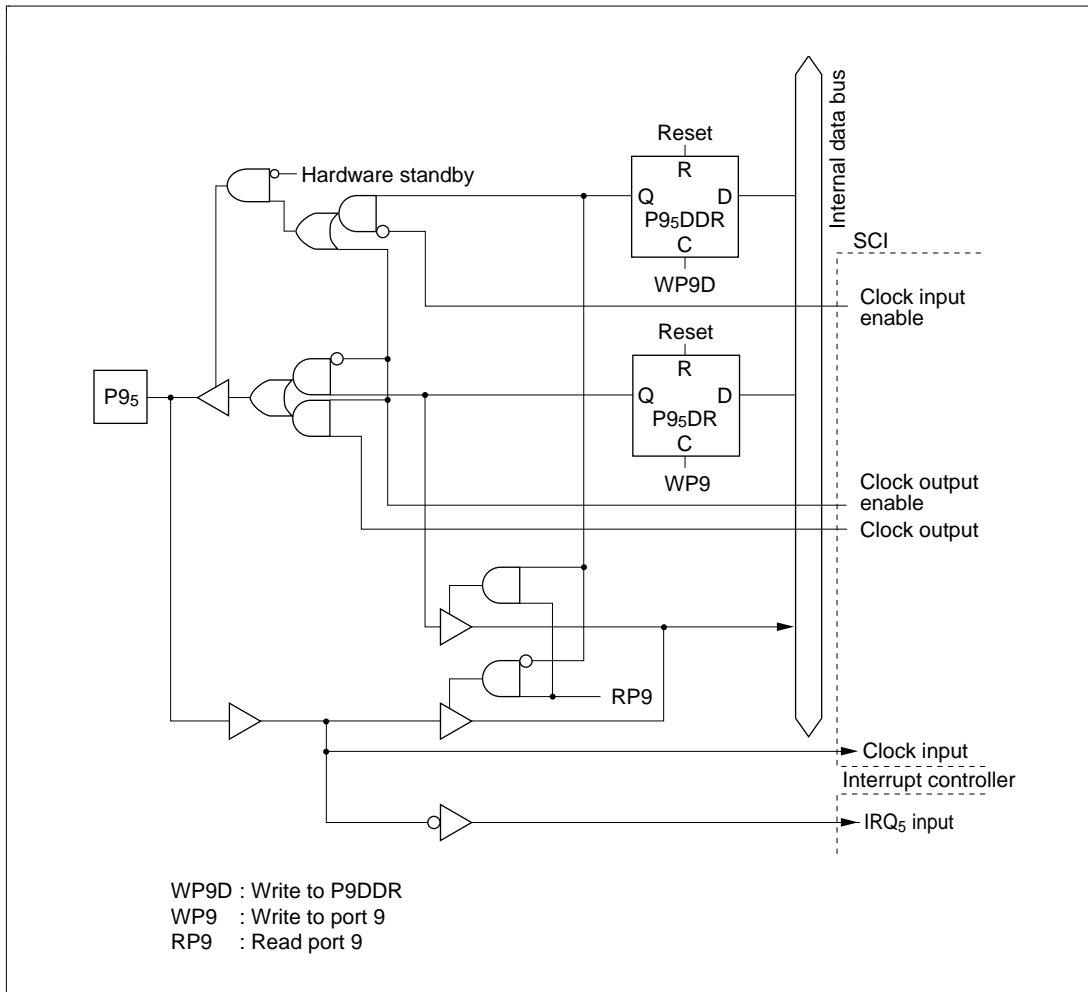 Internal data bus
Reset
R
Hardware standby
Q
D
P9₅DDR
C
SCI
WP9D
Clock input
enable
Reset
R
P9₅
Q
D
P9₅DR
C
WP9
Clock output
enable
Clock output
RP9
Clock input
Interrupt controller
IRQ₅ input
WP9D : Write to P9DDR
WP9 : Write to port 9
RP9 : Read port 9